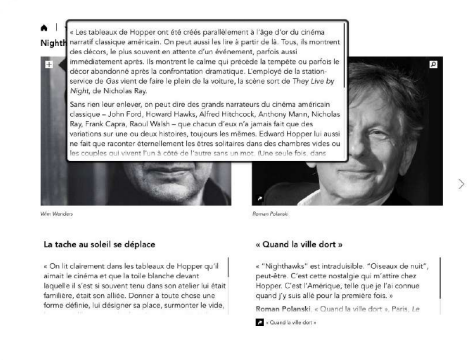 Nighth
« Les tableaux de Hopper ont été créés parallèlement à l'âge d'or du cinéma
narratif classique américain. On peut aussi les lire à partir de là. Tous, ils montrent
des décors, le plus souvent en attente d'un événement, parfois aussi
immédiatement après. Ils montrent le calme qui précède la tempête ou parfois le
décor abandonné après la confrontation dramatique. L'employé de la station-
service de Gas vient de faire le plein de la voiture, la scène sort de They Live by
Night, de Nicholas Ray.
Sans rien leur enlever, on peut dire des grands narrateurs du cinéma américain
classique – John Ford, Howard Hawks, Alfred Hitchcock, Anthony Mann, Nicholas
Ray, Frank Capra, Raoul Walsh – que chacun d'eux n'a jamais fait que des
variations sur une ou deux histoires, toujours les mêmes. Edward Hopper lui aussi
ne fait que raconter éternellement les êtres solitaires dans des chambres vides ou
les couples qui vivent l'un à côté de l'autre sans un mot. (Une seule fois, dans
Wim Wenders
Roman Polanski
La tache au soleil se déplace
« On lit clairement dans les tableaux de Hopper qu'il
aimait le cinéma et que la toile blanche devant
laquelle il s'est si souvent tenu dans son atelier lui était
familière, était son alliée. Donner à toute chose une
forme définie, lui désigner sa place, surmonter le vide,
« Quand la ville dort »
« "Nighthawks" est intraduisible. "Oiseaux de nuit",
peut-être. C'est cette nostalgie qui m'attire chez
Hopper. C'est l'Amérique, telle que je l'ai connue
quand j'y suis allé pour la première fois. »
Roman Polanski, « Quand la ville dort », Paris, Le
« Quand la ville dort »